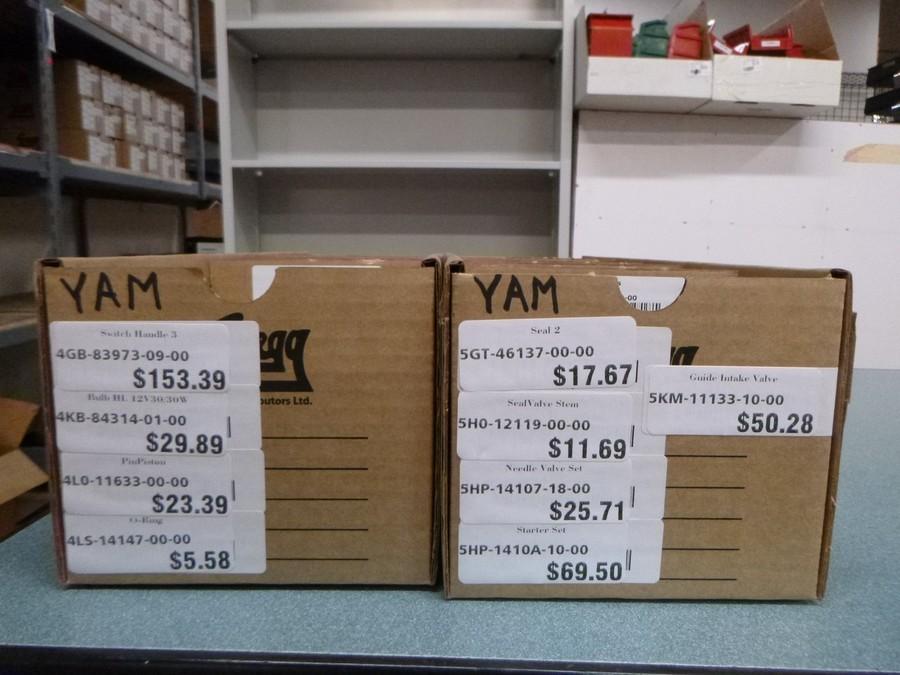 YAM
Switch Handle 3
4GB-83973-09-00
$153.39
Bulb HL 12V30/30W
4KB-84314-01-00
$29.89
PinPiston
4L0-11633-00-00
$23.39
O-Ring
4LS-14147-00-00
$5.58
butors Ltd.
YAM
-00
Seal 2
5GT-46137-00-00
$17.67
SealValve Stem
5H0-12119-00-00
$11.69
Needle Valve Set
5HP-14107-18-00
$25.71
Starter Set
5HP-1410A-10-00
$69.50
Guide Intake Valve
5KM-11133-10-00
$50.28